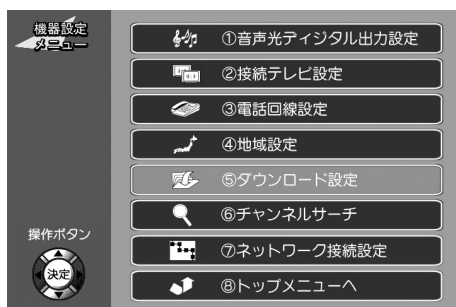 機器設定
メニュー
①音声光ディジタル出力設定
②接続テレビ設定
③電話回線設定
④地域設定
⑤ダウンロード設定
⑥チャンネルサーチ
⑦ネットワーク接続設定
⑧トップメニューへ
操作ボタン
決定